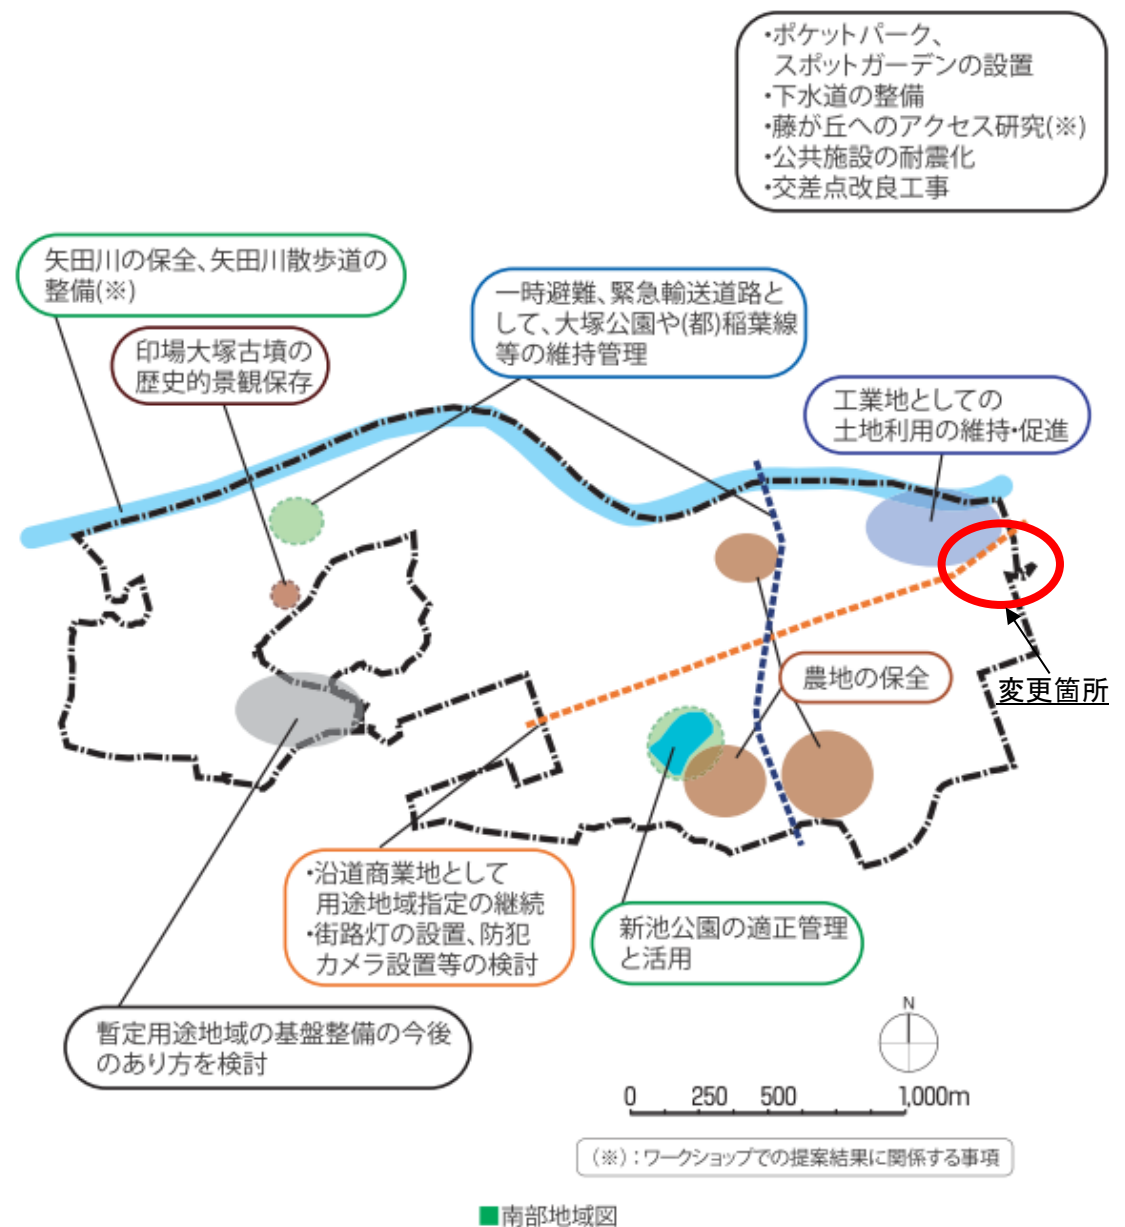 ・ポケットパーク、
スポットガーデンの設置
・下水道の整備
・藤が丘へのアクセス研究(※)
・公共施設の耐震化
・交差点改良工事
矢田川の保全、矢田川散歩道の
整備(※)
一時避難、緊急輸送道路と
して、大塚公園や(都)稲葉線
等の維持管理
印場大塚古墳の
歴史的景観保存
工業地としての
土地利用の維持・促進
農地の保全
変更箇所
・沿道商業地として
用途地域指定の継続
・街路灯の設置、防犯
カメラ設置等の検討
新池公園の適正管理
と活用
暫定用途地域の基盤整備の今後
のあり方を検討
N
0 250 500 1,000m
(※):ワークショップでの提案結果に関係する事項
■南部地域図